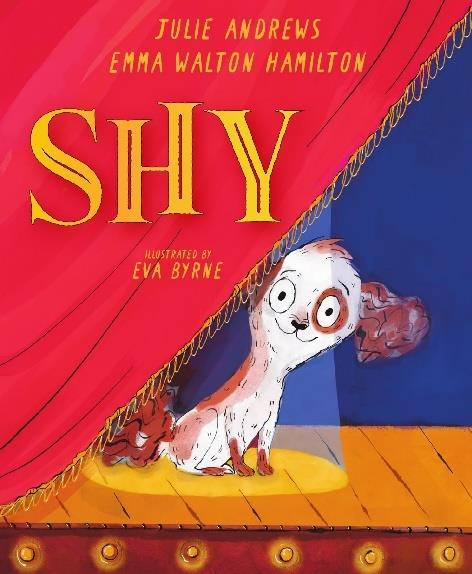 JULIE ANDREWS
EMMA WALTON HAMILTON
SHY
ILLUSTRATED BY
EVA BYRNE